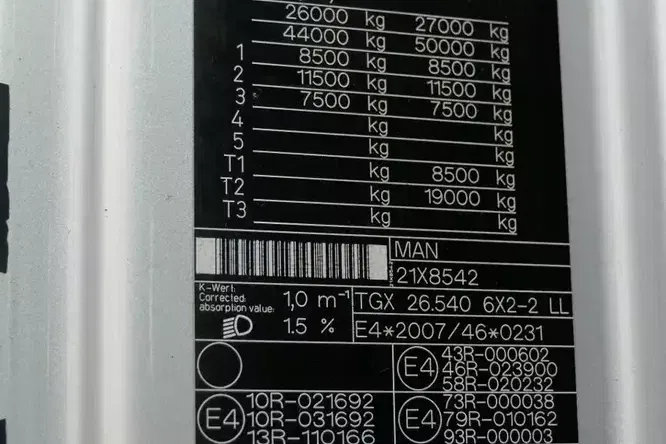 26000 kg 27000 kg
44000 kg 50000 kg
1 8500 kg 8500 kg
2 11500 kg 11500 kg
3 7500 kg 7500 kg
4 kg kg
5 kg kg
T1 kg 8500 kg
T2 kg 19000 kg
T3 kg kg
MAN
21X8542
K-Wert:
Corrected
absorption value: 1,0 m⁻¹
TGX 26.540 6X2-2 LL
1.5 %
E4*2007/46*0231
E4
43R-000602
46R-023900
58R-020232
E4
10R-021692
10R-031692
13R-110166
E4
73R-000038
79R-010162
93R-000003